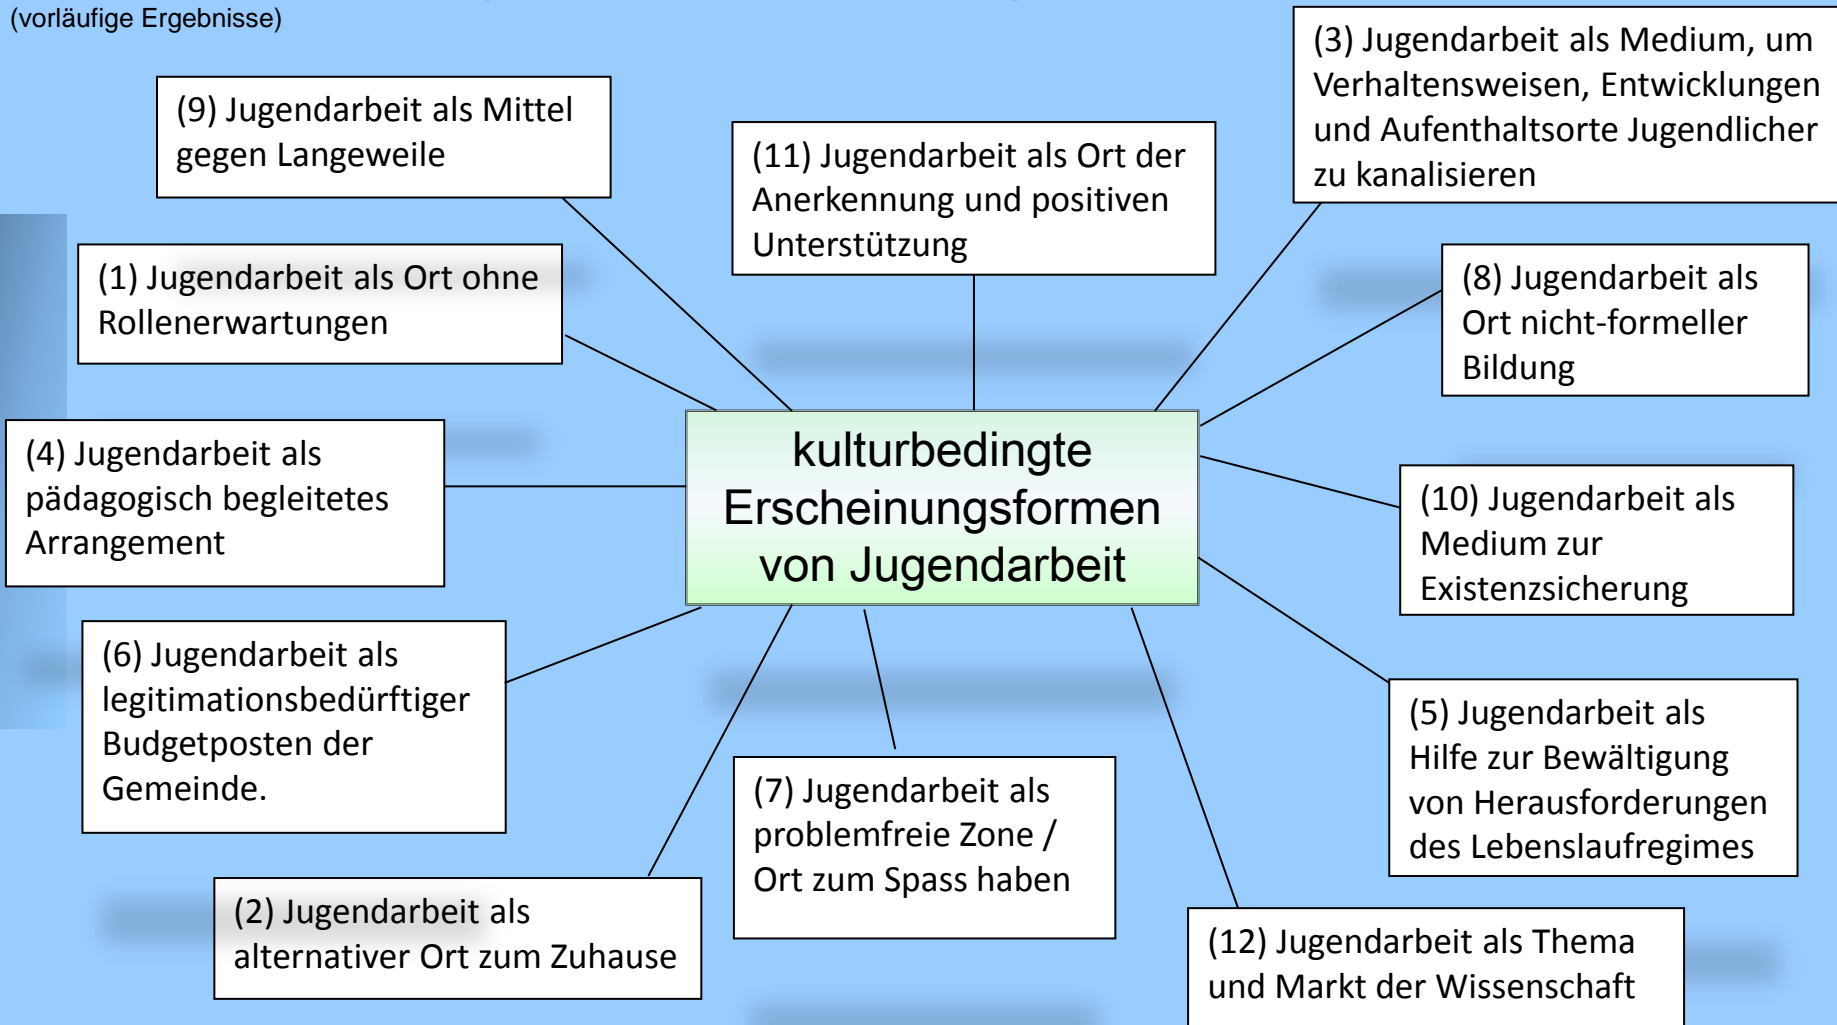 (vorläufige Ergebnisse)
(3) Jugendarbeit als Medium, um
Verhaltensweisen, Entwicklungen
und Aufenthaltsorte Jugendlicher
zu kanalisieren
(9) Jugendarbeit als Mittel
gegen Langeweile
(11) Jugendarbeit als Ort der
Anerkennung und positiven
Unterstützung
(1) Jugendarbeit als Ort ohne
Rollenerwartungen
(8) Jugendarbeit als
Ort nicht-formeller
Bildung
(4) Jugendarbeit als
pädagogisch begleitetes
Arrangement
kulturbedingte
Erscheinungsformen
von Jugendarbeit
(10) Jugendarbeit als
Medium zur
Existenzsicherung
(6) Jugendarbeit als
legitimationsbedürftiger
Budgetposten der
Gemeinde.
(7) Jugendarbeit als
problemfreie Zone /
Ort zum Spass haben
(5) Jugendarbeit als
Hilfe zur Bewältigung
von Herausforderungen
des Lebenslaufregimes
(2) Jugendarbeit als
alternativer Ort zum Zuhause
(12) Jugendarbeit als Thema
und Markt der Wissenschaft